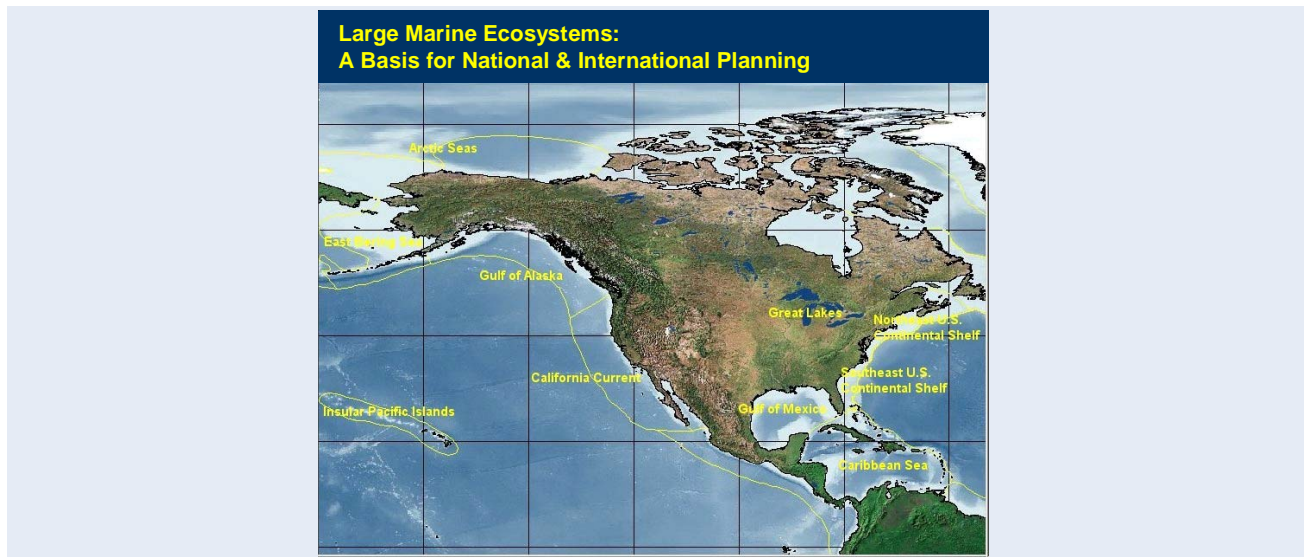 Large Marine Ecosystems:
A Basis for National & International Planning
Arctic Seas
East Bering Sea
Gulf of Alaska
Great Lakes
Northeast U.S.
Continental Shelf
California Current
Southeast U.S.
Continental Shelf
Insular Pacific Islands
Gulf of Mexico
Caribbean Sea